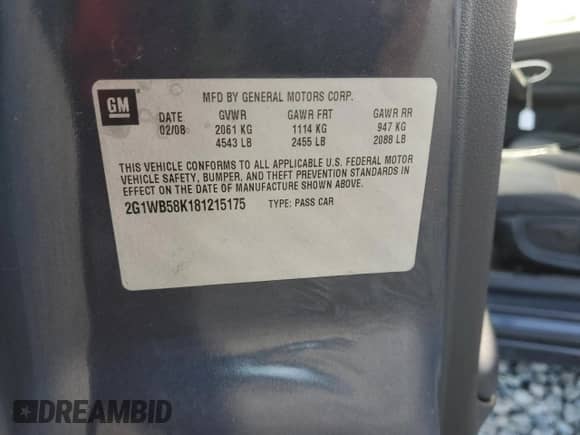 GM
MFD BY GENERAL MOTORS CORP.
DATE GVWR GAWR FRT GAWR RR
02/08 2061 KG 1114 KG 947 KG
4543 LB 2455 LB 2088 LB
THIS VEHICLE CONFORMS TO ALL APPLICABLE U.S. FEDERAL MOTOR
VEHICLE SAFETY, BUMPER, AND THEFT PREVENTION STANDARDS IN
EFFECT ON THE DATE OF MANUFACTURE SHOWN ABOVE.
2G1WB58K181215175 TYPE: PASS CAR
DREAMBID